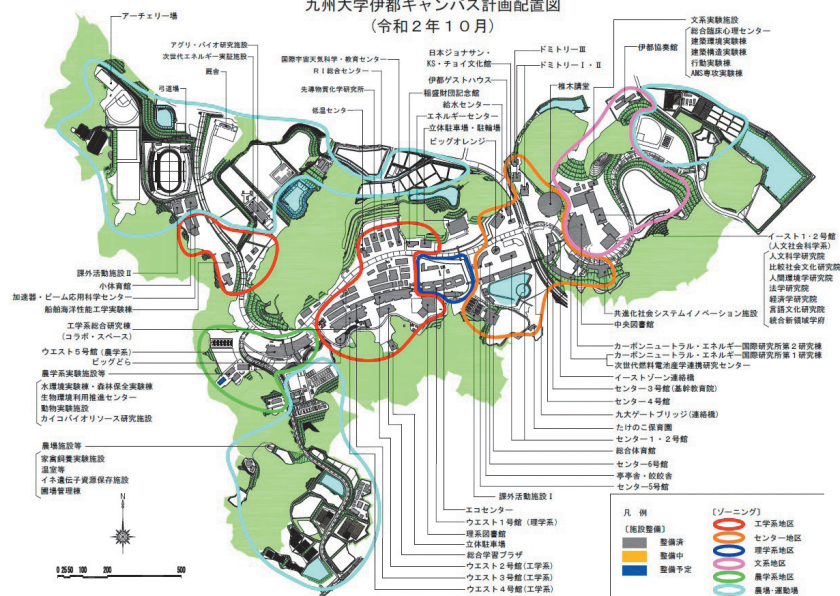 九州大学伊都キャンパス計画配置図
(令和２年１０月)
アーチェリー場
アグリ・バイオ研究施設
次世代エネルギー実証施設
厩舎
弓道場
国際宇宙天気科学・教育センター
ＲＩ総合センター
先導物質化学研究所
低温センター
日本ジョナサン・
KS・チョイ文化館
伊都ゲストハウス
稲盛財団記念館
給水センター
エネルギーセンター
立体駐車場・駐輪場
ビッグオレンジ
ドミトリーⅢ
ドミトリーⅠ・Ⅱ
椎木講堂
伊都協奏館
文系実験施設
総合臨床心理センター
建築環境実験棟
建築構造実験棟
行動実験棟
AMS専攻実験棟
課外活動施設Ⅱ
小体育館
加速器・ビーム応用科学センター
船舶海洋性能工学実験棟
工学系総合研究棟
(コラボ・スペース)
ウエスト５号館(農学系)
ビッグどら
農学系実験施設等
水環境実験棟・森林保全実験棟
生物環境利用推進センター
動物実験施設
カイコバイオリソース研究施設
農場施設等
家禽飼養実験施設
温室等
イネ遺伝子資源保存施設
圃場管理棟
N
0 25 50 100 200 500
イースト１・２号館
(人文社会科学系)
人文科学研究院
比較社会文化研究院
人間環境学研究院
法学研究院
経済学研究院
言語文化研究院
統合新領域学府
共進化社会システムイノベーション施設
中央図書館
カーボンニュートラル・エネルギー国際研究所第２研究棟
カーボンニュートラル・エネルギー国際研究所第１研究棟
次世代燃料電池産学連携研究センター
イーストゾーン連絡橋
センター３号館(基幹教育院)
センター４号館
九大ゲートブリッジ(連絡橋)
たけのこ保育園
センター１・２号館
総合体育館
センター６号館
亭亭舎・皎皎舎
センター５号館
課外活動施設Ⅰ
エコセンター
ウエスト１号館 (理学系)
理系図書館
立体駐車場
総合学習プラザ
ウエスト２号館(工学系)
ウエスト３号館(工学系)
ウエスト４号館(工学系)
凡 例
〔施設整備〕
整備済
整備中
整備予定
〔ゾーニング〕
工学系地区
センター地区
理学系地区
文系地区
農学系地区
農場・運動場